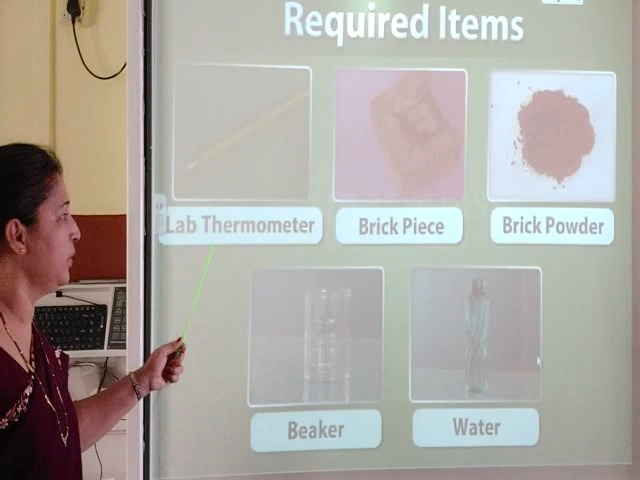 Required Items
Lab Thermometer
Brick Piece
Brick Powder
Beaker
Water